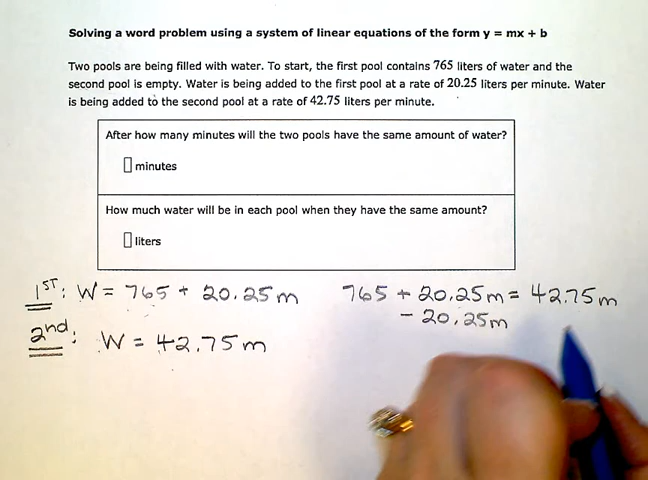 Solving a word problem using a system of linear equations of the form y = mx + b
Two pools are being filled with water. To start, the first pool contains 765 liters of water and the
second pool is empty. Water is being added to the first pool at a rate of 20.25 liters per minute. Water
is being added to the second pool at a rate of 42.75 liters per minute.
After how many minutes will the two pools have the same amount of water?
minutes
How much water will be in each pool when they have the same amount?
liters
1ST: W = 765 + 20.25m
2nd: W = 42.75m
765 + 20.25m = 42.75m
- 20.25m